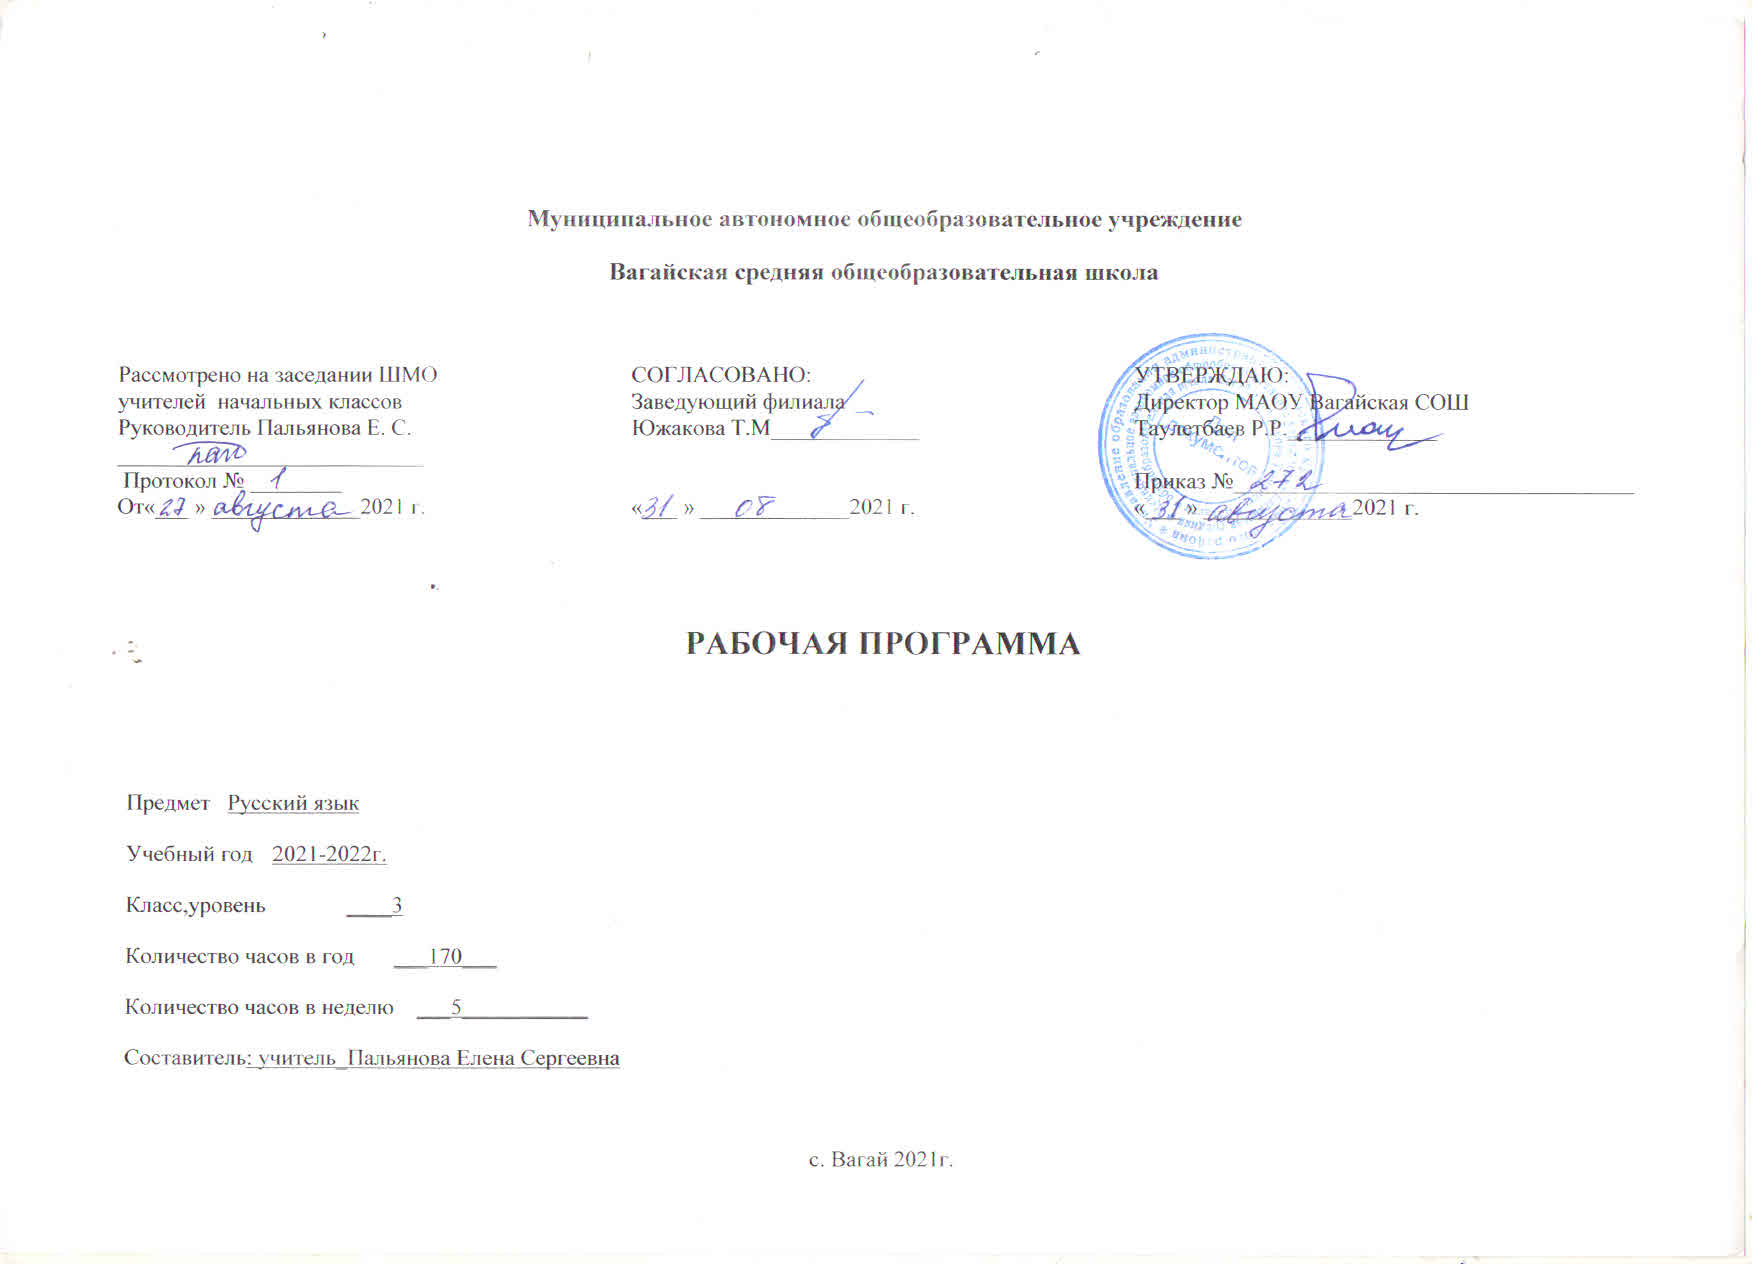 Муниципальное автономное общеобразовательное учреждение
Вагайская средняя общеобразовательная школа
Рассмотрено на заседании ШМО
учителей начальных классов
Руководитель Пальянова Е. С.
Протокол № 1
От« 27 » августа 2021 г.
СОГЛАСОВАНО:
Заведующий филиала
Южакова Т.М
«31 » 08 2021 г.
УТВЕРЖДАЮ:
Директор МАОУ Вагайская СОШ
Таулетбаев Р.Р.
Приказ № 272
« 31 » августа 2021 г.
РАБОЧАЯ ПРОГРАММА
Предмет Русский язык
Учебный год 2021-2022г.
Класс,уровень 3
Количество часов в год 170
Количество часов в неделю 5
Составитель: учитель_Пальянова Елена Сергеевна
с. Вагай 2021г.